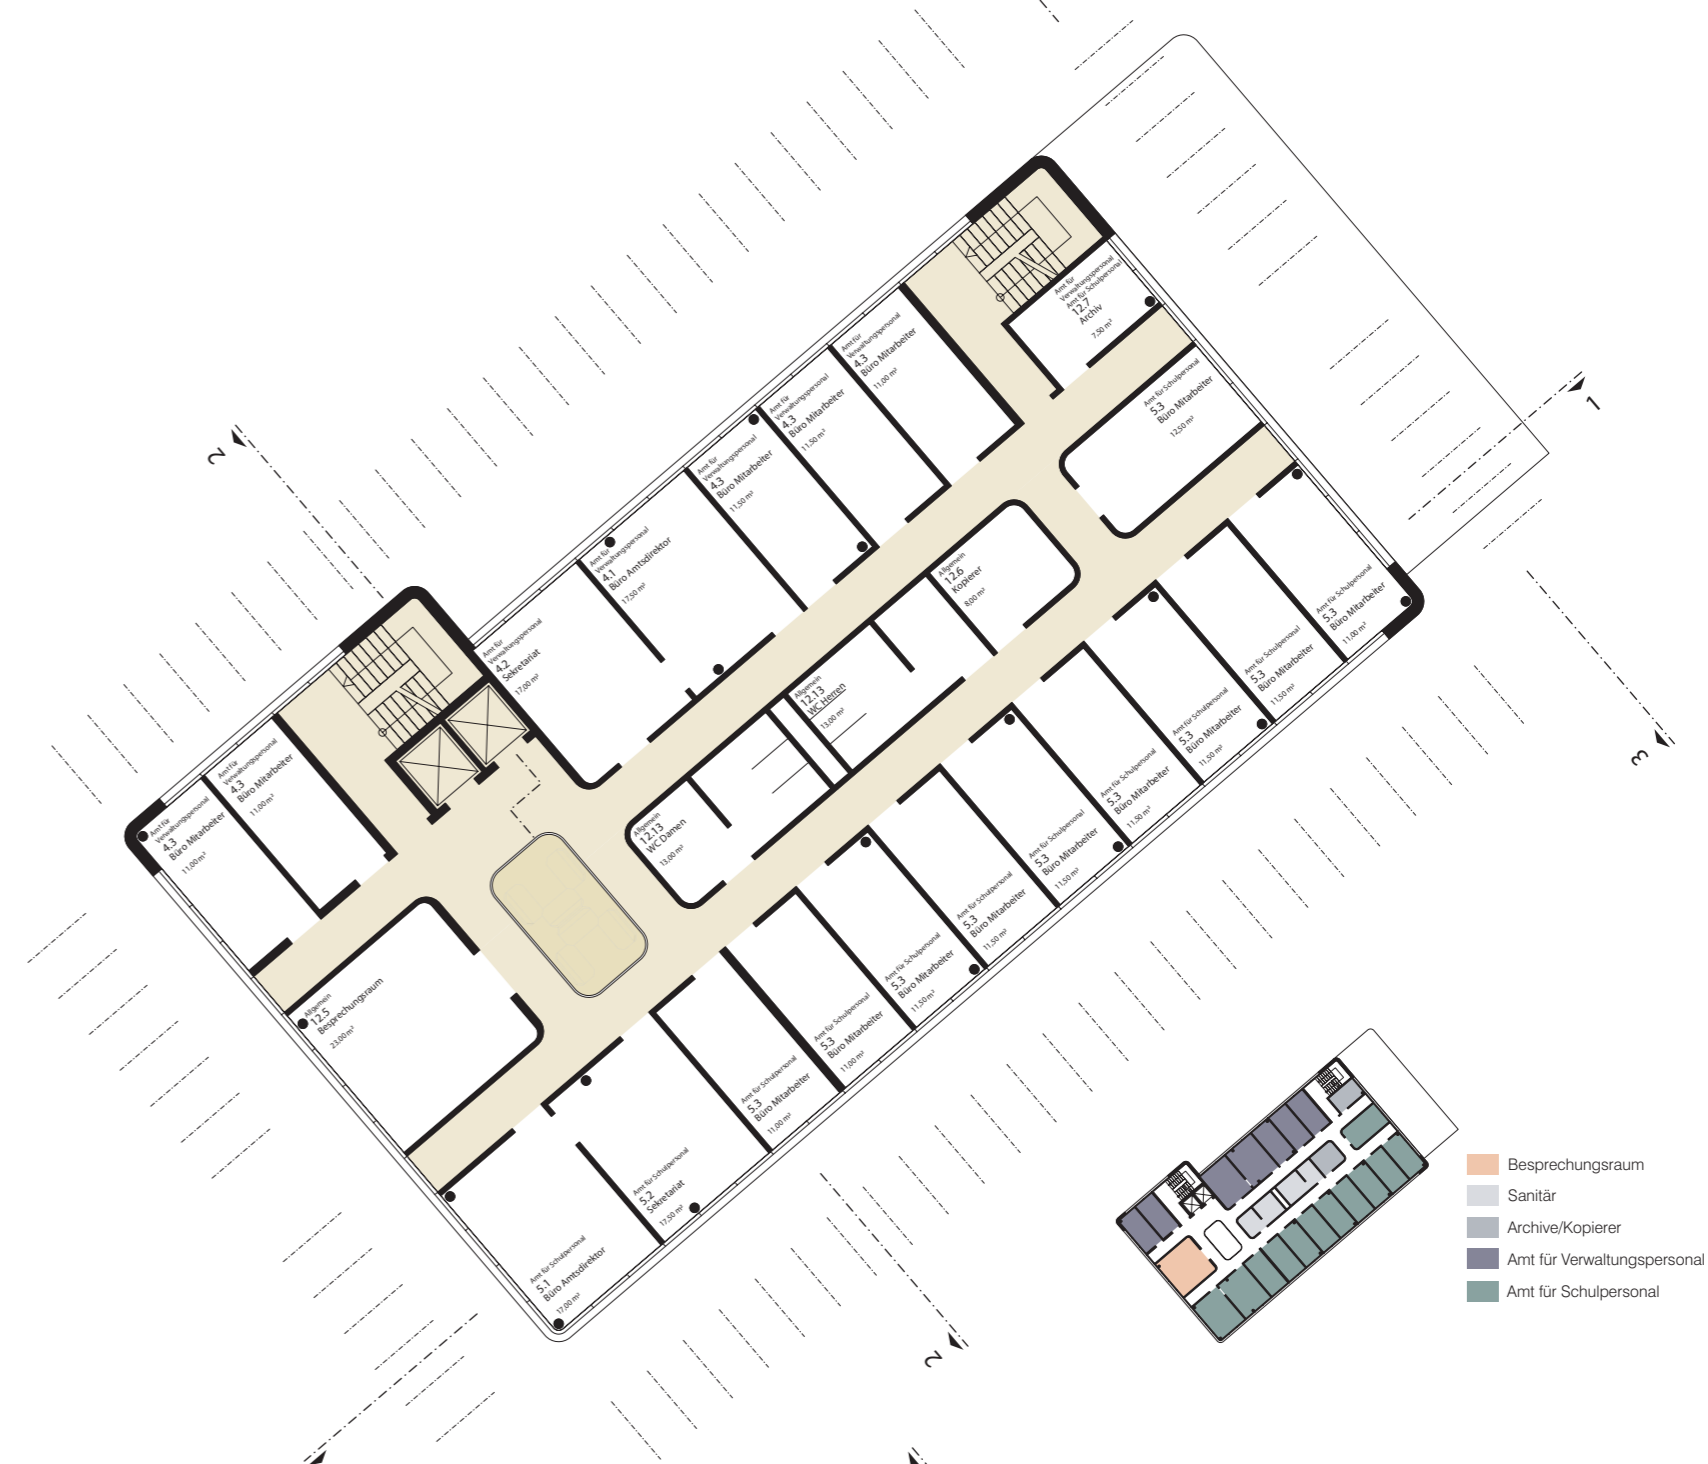 Amt für
Verwaltungspersonal
Amt für Schulpersonal
12.7
Archiv
7,50 m²
Amt für
Verwaltungspersonal
4.3
Büro Mitarbeiter
11,00 m²
Amt für
Verwaltungspersonal
4.3
Büro Mitarbeiter
11,50 m²
Amt für
Verwaltungspersonal
4.3
Büro Mitarbeiter
11,50 m²
Amt für
Verwaltungspersonal
4.1
Büro Amtsdirektor
17,50 m²
Amt für
Verwaltungspersonal
4.2
Sekretariat
17,00 m²
Amt für
Verwaltungspersonal
4.3
Büro Mitarbeiter
11,00 m²
Amt für
Verwaltungspersonal
4.3
Büro Mitarbeiter
11,00 m²
Amt für Schulpersonal
5.3
Büro Mitarbeiter
12,50 m²
Allgemein
12.6
Kopierer
8,00 m²
Allgemein
12.13
WC Herren
13,00 m²
Allgemein
12.13
WC Damen
13,00 m²
Allgemein
12.5
Besprechungsraum
23,00 m²
Amt für Schulpersonal
5.3
Büro Mitarbeiter
11,00 m²
Amt für Schulpersonal
5.3
Büro Mitarbeiter
11,50 m²
Amt für Schulpersonal
5.3
Büro Mitarbeiter
11,50 m²
Amt für Schulpersonal
5.3
Büro Mitarbeiter
11,50 m²
Amt für Schulpersonal
5.3
Büro Mitarbeiter
11,50 m²
Amt für Schulpersonal
5.3
Büro Mitarbeiter
11,50 m²
Amt für Schulpersonal
5.3
Büro Mitarbeiter
11,50 m²
Amt für Schulpersonal
5.3
Büro Mitarbeiter
11,00 m²
Amt für Schulpersonal
5.3
Büro Mitarbeiter
11,00 m²
Amt für Schulpersonal
5.2
Sekretariat
17,50 m²
Amt für Schulpersonal
5.1
Büro Amtsdirektor
17,00 m²
1
2
3
2
Besprechungsraum
Sanitär
Archive/Kopierer
Amt für Verwaltungspersonal
Amt für Schulpersonal